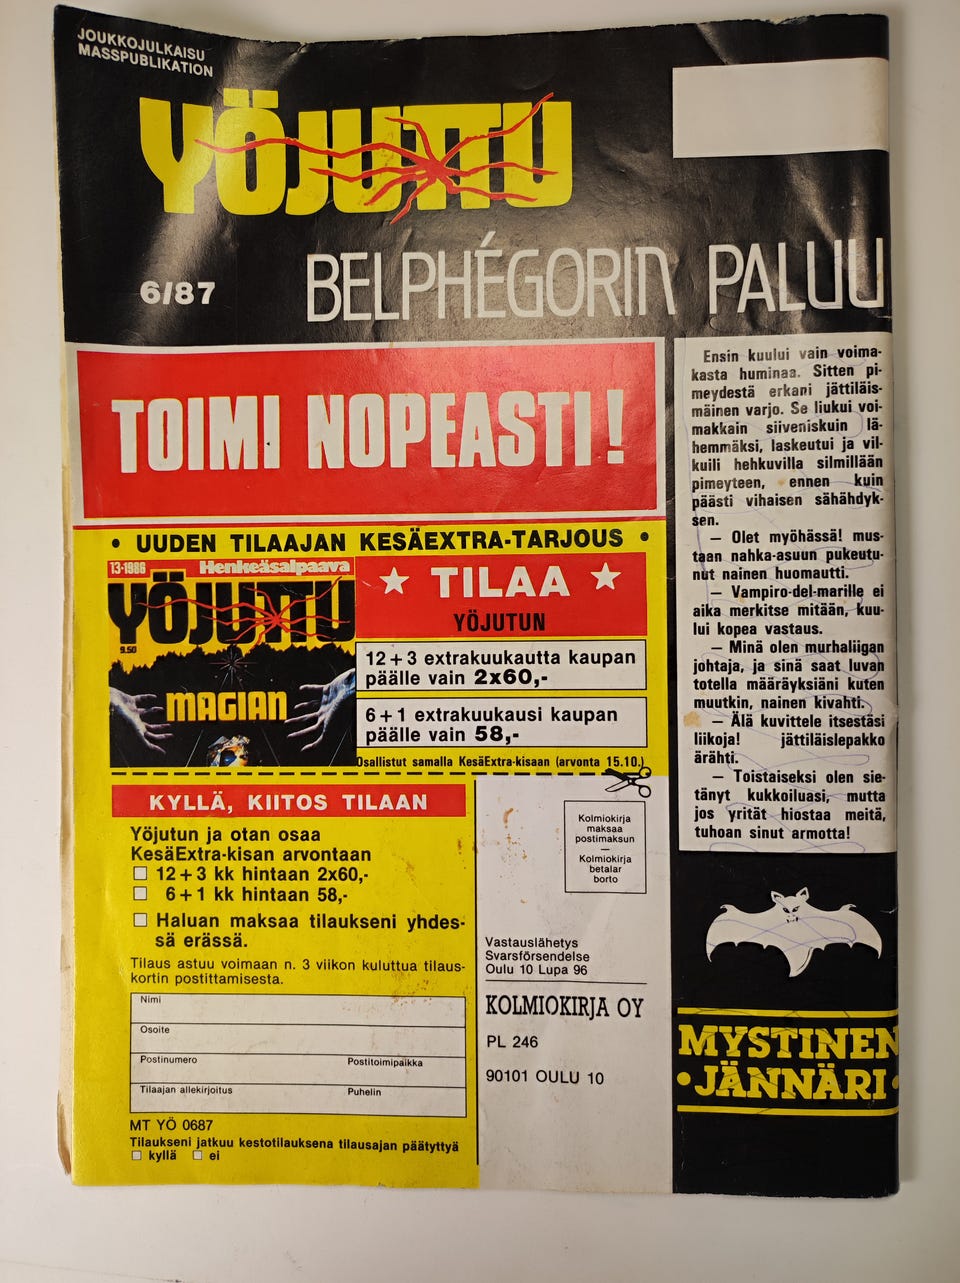 JOUKKOJULKAISU
MASSPUBLIKATION
YÖJUTTU
6/87
BELPHÉGORIN PALUU
TOIMI NOPEASTI!
• UUDEN TILAAJAN KESÄEXTRA-TARJOUS •
13-1986 Henkeäsalpaava
YÖJUTTU
9.50
MAGIAN
TILAA
YÖJUTUN
12 + 3 extrakuukautta kaupan
päälle vain 2x60,-
6 + 1 extrakuukausi kaupan
päälle vain 58,-
Osallistut samalla KesäExtra-kisaan (arvonta 15.10.)
KYLLÄ, KIITOS TILAAN
Yöjutun ja otan osaa
KesäExtra-kisan arvontaan
12 + 3 kk hintaan 2x60,-
6 + 1 kk hintaan 58,-
Haluan maksaa tilaukseni yhdes-
sä erässä.
Tilaus astuu voimaan n. 3 viikon kuluttua tilaus-
kortin postittamisesta.
Nimi
Osoite
Postinumero Postitoimipaikka
Tilaajan allekirjoitus Puhelin
MT YÖ 0687
Tilaukseni jatkuu kestotilauksena tilausajan päätyttyä
kyllä ei
Kolmiokirja
maksaa
postimaksun
—
Kolmiokirja
betalar
borto
Vastauslähetys
Svarsförsendelse
Oulu 10 Lupa 96
KOLMIOKIRJA OY
PL 246
90101 OULU 10
Ensin kuului vain voima-
kasta huminaa. Sitten pi-
meydestä erkani jättiläis-
mäinen varjo. Se liukui voi-
makkain siiveniskuin lä-
hemmäksi, laskeutui ja vil-
kuili hehkuvilla silmillään
pimeyteen, ennen kuin
päästi vihaisen sähähdyk-
sen.
— Olet myöhässä! mus-
taan nahka-asuun pukeutu-
nut nainen huomautti.
— Vampiro-del-marille ei
aika merkitse mitään, kuu-
lui kopea vastaus.
— Minä olen murhaliigan
johtaja, ja sinä saat luvan
totella määräyksiäni kuten
muutkin, nainen kivahti.
— Älä kuvittele itsestäsi
liikoja! jättiläislepakko
ärähti.
— Toistaiseksi olen sie-
tänyt kukkoiluasi, mutta
jos yrität hiostaa meitä,
tuhoan sinut armotta!
MYSTINEN
•JÄNNÄRI•